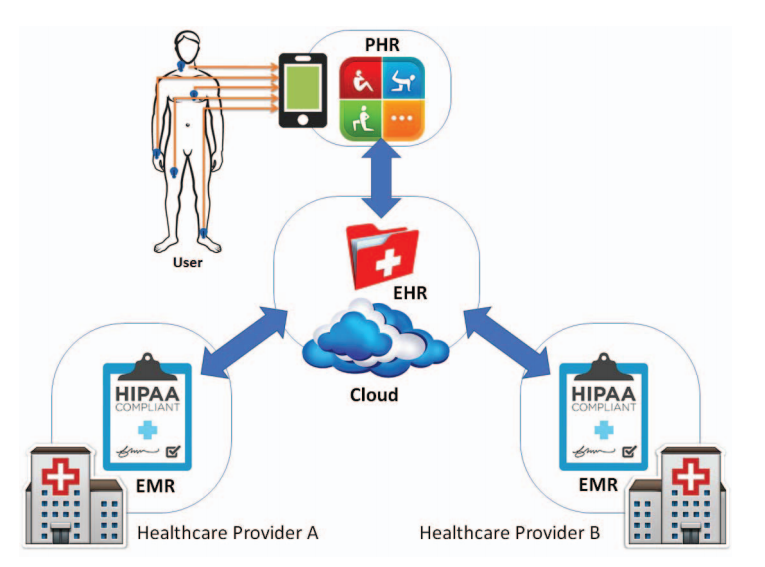 PHR
User
EHR
Cloud
HIPAA
COMPLIANT
EMR
Healthcare Provider A
HIPAA
COMPLIANT
EMR
Healthcare Provider B